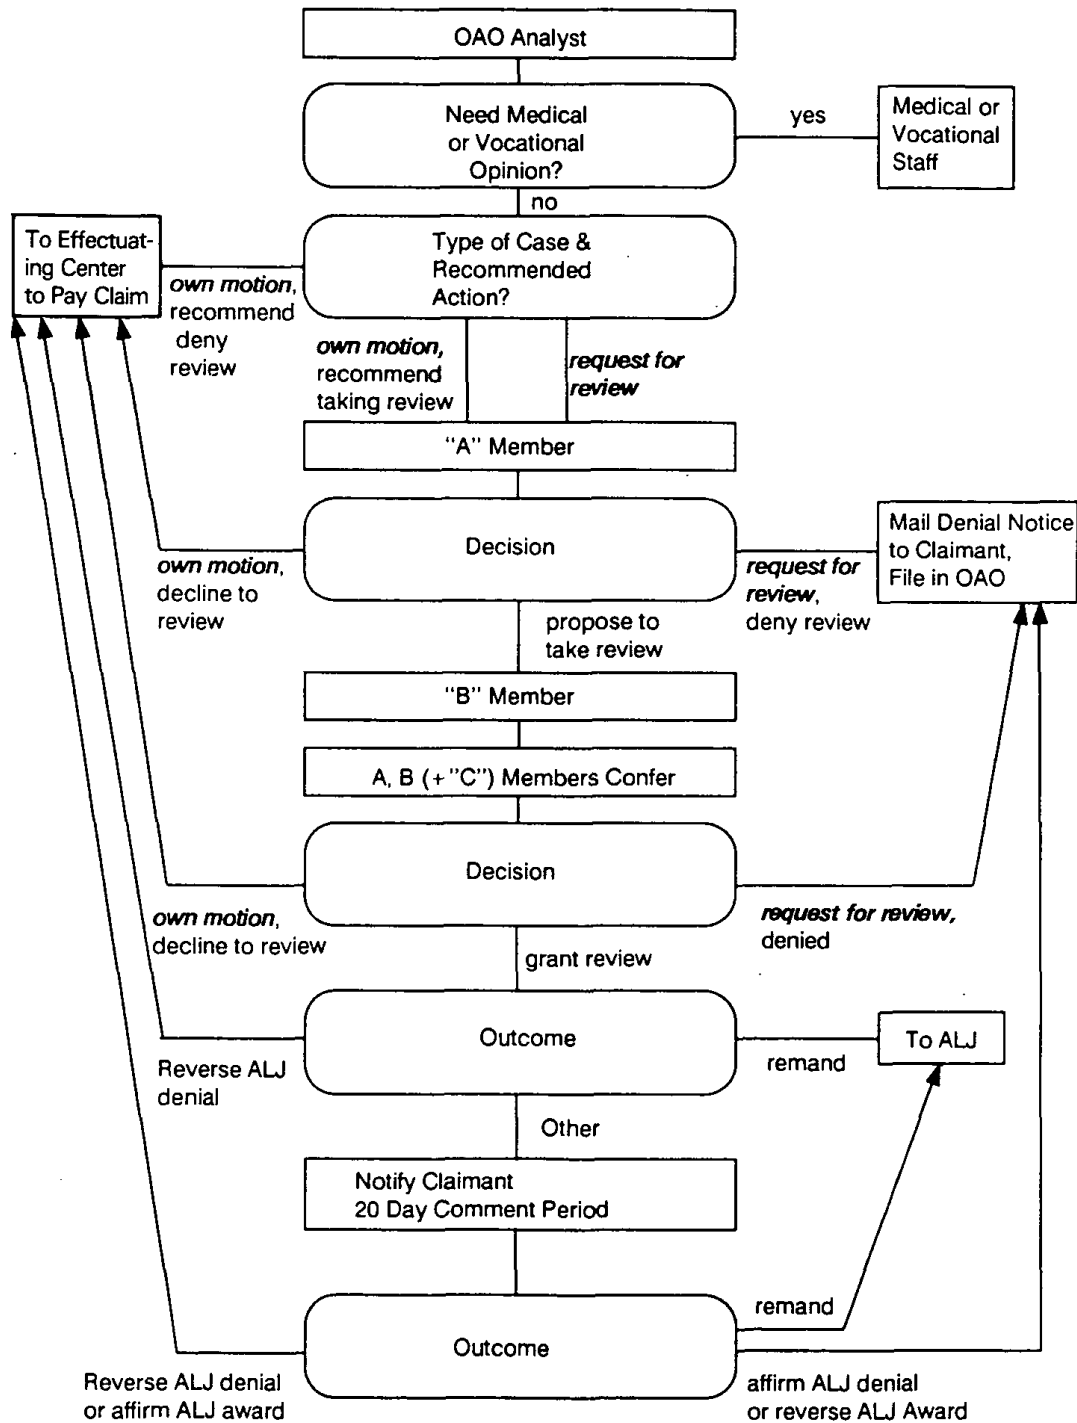 OAO Analyst
Need Medical
or Vocational
Opinion?
yes
Medical or
Vocational
Staff
no
To Effectuat-
ing Center
to Pay Claim
own motion,
recommend
deny
review
Type of Case &
Recommended
Action?
own motion,
recommend
taking review
request for
review
"A" Member
Decision
own motion,
decline to
review
request for
review,
deny review
Mail Denial Notice
to Claimant,
File in OAO
propose to
take review
"B" Member
A, B (+ "C") Members Confer
Decision
own motion,
decline to review
request for review,
denied
grant review
Outcome
Reverse ALJ
denial
remand
To ALJ
Other
Notify Claimant
20 Day Comment Period
Outcome
remand
Reverse ALJ denial
or affirm ALJ award
affirm ALJ denial
or reverse ALJ Award